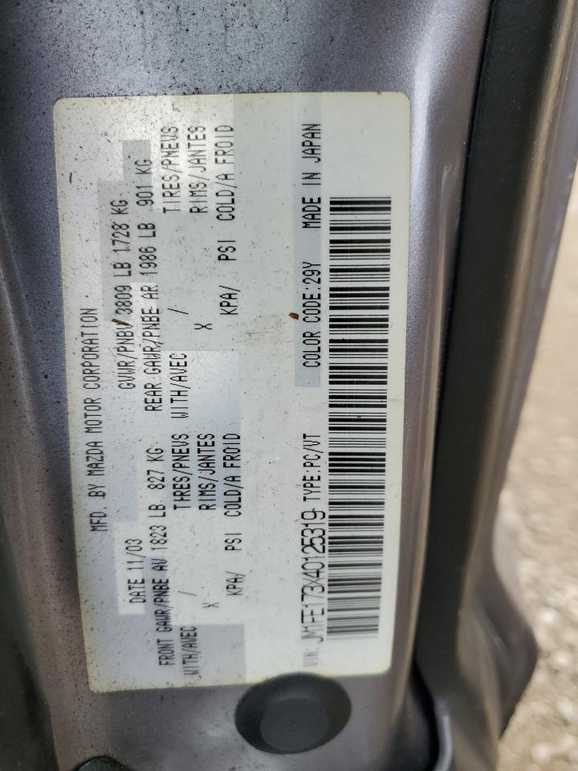 MFD. BY MAZDA MOTOR CORPORATION
DATE 11/03 GVWR/PNBV 3809 LB 1728 KG
FRONT GAWR/PNBE AV 1823 LB 827 KG REAR GAWR/PNBE AR 1986 LB 901 KG
WITH/AVEC / TIRES/PNEUS WITH/AVEC / TIRES/PNEUS
X RIMS/JANTES X RIMS/JANTES
KPA/ PSI COLD/A FROID KPA/ PSI COLD/A FROID
VIN: JM1FE173X40125319 TYPE:PC/VT COLOR CODE:29Y MADE IN JAPAN